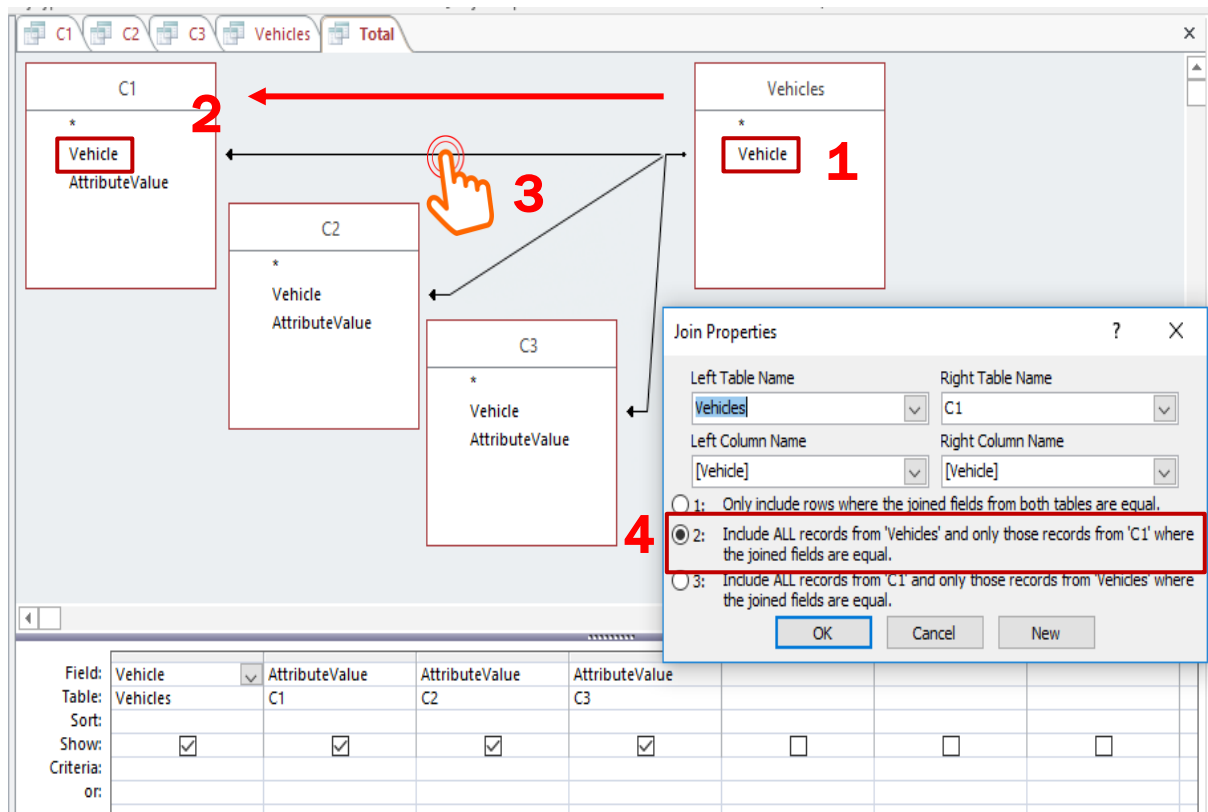 C1
C2
C3
Vehicles
Total
C1
*
Vehicle
AttributeValue
2
Vehicles
*
Vehicle
1
3
C2
*
Vehicle
AttributeValue
C3
*
Vehicle
AttributeValue
4
Join Properties
Left Table Name
Right Table Name
Vehicles
C1
Left Column Name
Right Column Name
[Vehicle]
[Vehicle]
1: Only include rows where the joined fields from both tables are equal.
2: Include ALL records from 'Vehicles' and only those records from 'C1' where
the joined fields are equal.
3: Include ALL records from 'C1' and only those records from 'Vehicles' where
the joined fields are equal.
OK
Cancel
New
Field: Vehicle AttributeValue AttributeValue AttributeValue
Table: Vehicles C1 C2 C3
Sort:
Show:
Criteria:
or: